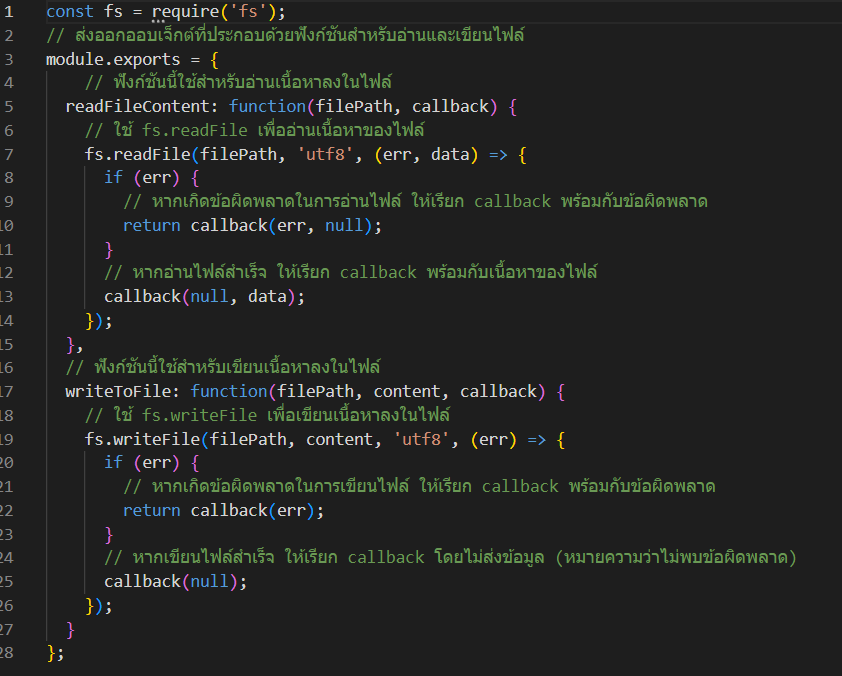 1 const fs = require('fs');
2 // ส่งออกออบเจ็กต์ที่ประกอบด้วยฟังก์ชันสำหรับอ่านและเขียนไฟล์
3 module.exports = {
4 // ฟังก์ชันนี้ใช้สำหรับอ่านเนื้อหาลงในไฟล์
5 readFileContent: function(filePath, callback) {
6 // ใช้ fs.readFile เพื่ออ่านเนื้อหาของไฟล์
7 fs.readFile(filePath, 'utf8', (err, data) => {
8 if (err) {
9 // หากเกิดข้อผิดพลาดในการอ่านไฟล์ ให้เรียก callback พร้อมกับข้อผิดพลาด
10 return callback(err, null);
11 }
12 // หากอ่านไฟล์สำเร็จ ให้เรียก callback พร้อมกับเนื้อหาของไฟล์
13 callback(null, data);
14 });
15 },
16 // ฟังก์ชันนี้ใช้สำหรับเขียนเนื้อหาลงในไฟล์
17 writeToFile: function(filePath, content, callback) {
18 // ใช้ fs.writeFile เพื่อเขียนเนื้อหาลงในไฟล์
19 fs.writeFile(filePath, content, 'utf8', (err) => {
20 if (err) {
21 // หากเกิดข้อผิดพลาดในการเขียนไฟล์ ให้เรียก callback พร้อมกับข้อผิดพลาด
22 return callback(err);
23 }
24 // หากเขียนไฟล์สำเร็จ ให้เรียก callback โดยไม่ส่งข้อมูล (หมายความว่าไม่พบข้อผิดพลาด)
25 callback(null);
26 });
27 }
28 };